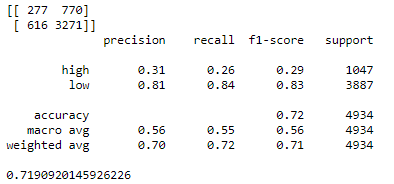 [[ 277  770]
 [ 616 3271]]
precision recall f1-score support
high 0.31 0.26 0.29 1047
low 0.81 0.84 0.83 3887
accuracy 0.72 4934
macro avg 0.56 0.55 0.56 4934
weighted avg 0.70 0.72 0.71 4934
0.7190920145926226